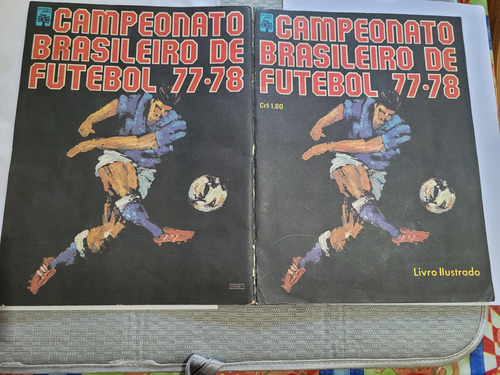 CAMPEONATO
BRASILEIRO DE
FUTEBOL 77·78
CAMPEONATO
BRASILEIRO DE
FUTEBOL 77·78
Cr$ 1,00
Livro Ilustrado